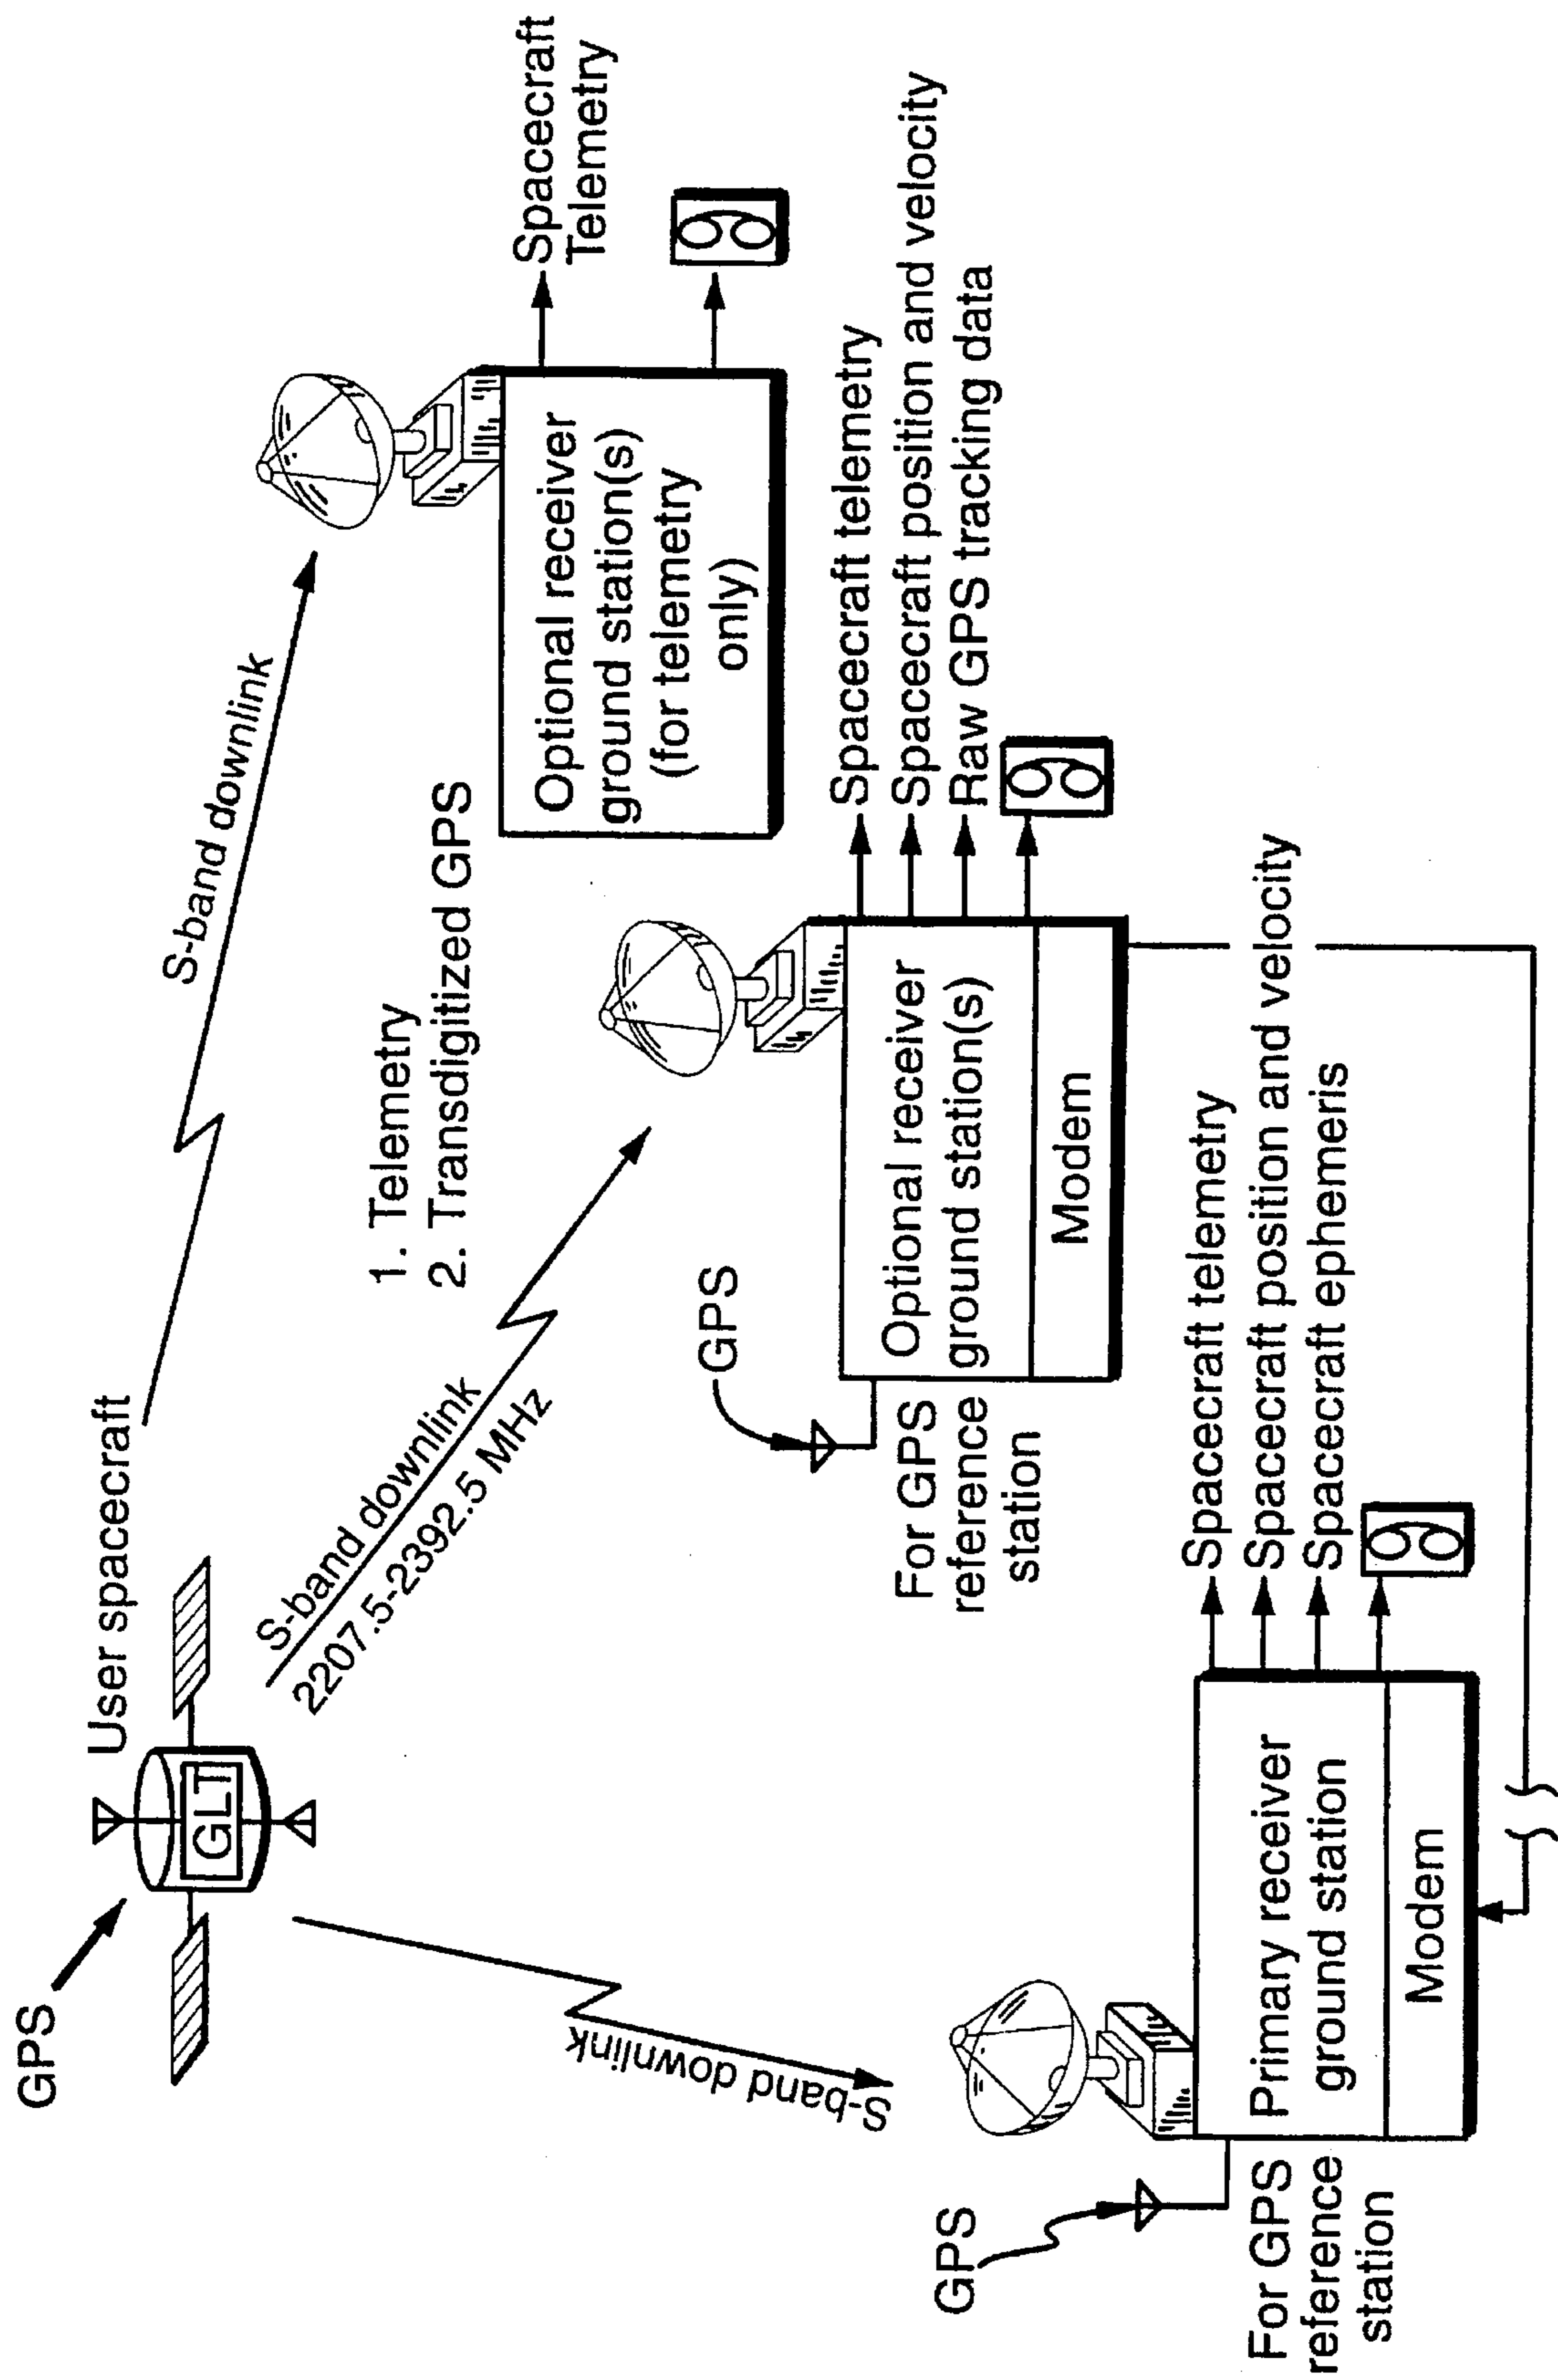 GPS
User spacecraft
GLT
S-band downlink
S-band downlink
2207.5-2392.5 MHz
S-band downlink
1. Telemetry
2. Transdigitized GPS
Optional receiver
ground station(s)
(for telemetry
only)
Spacecraft
Telemetry
GPS
For GPS
reference
station
Optional receiver
ground station(s)
Modem
Spacecraft telemetry
Spacecraft position and velocity
Raw GPS tracking data
GPS
For GPS
reference
station
Primary receiver
ground station
Modem
Spacecraft telemetry
Spacecraft position and velocity
Spacecraft ephemeris